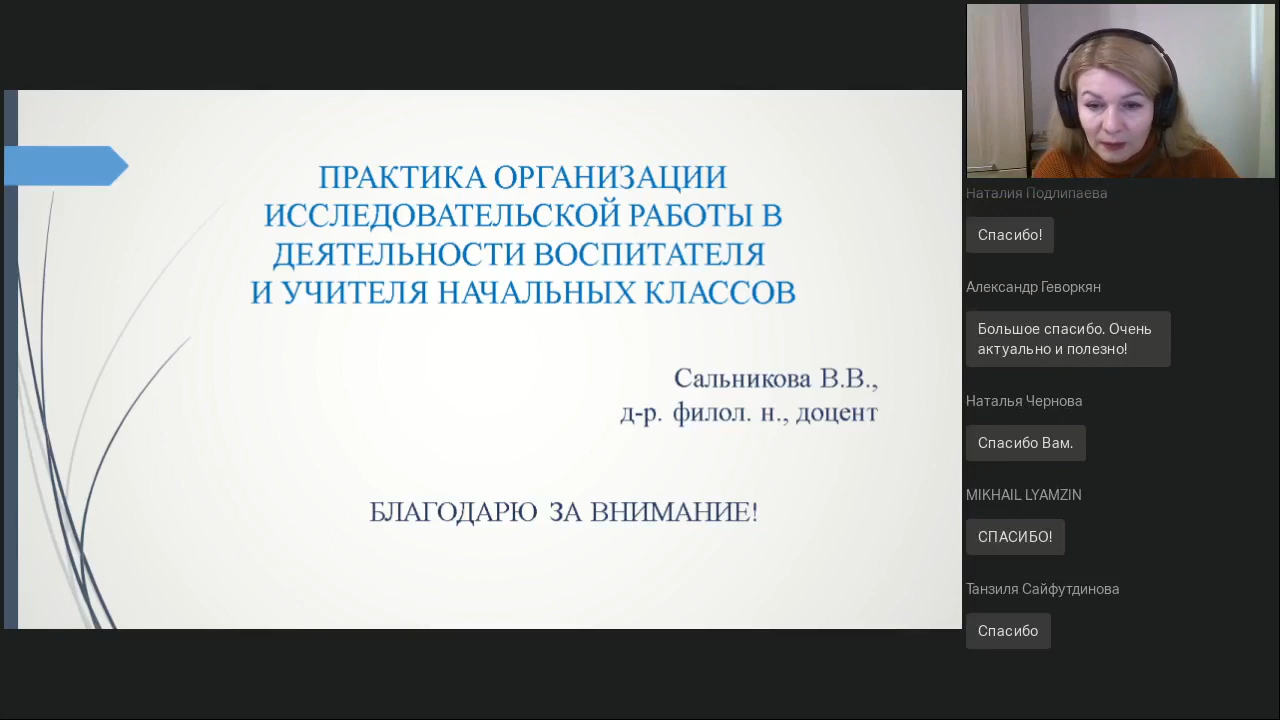 ПРАКТИКА ОРГАНИЗАЦИИ
ИССЛЕДОВАТЕЛЬСКОЙ РАБОТЫ В
ДЕЯТЕЛЬНОСТИ ВОСПИТАТЕЛЯ
И УЧИТЕЛЯ НАЧАЛЬНЫХ КЛАССОВ
Сальникова В.В.,
д-р. филол. н., доцент
БЛАГОДАРЮ ЗА ВНИМАНИЕ!
Наталия Подлипаева
Спасибо!
Александр Геворкян
Большое спасибо. Очень
актуально и полезно!
Наталья Чернова
Спасибо Вам.
MIKHAIL LYAMZIN
СПАСИБО!
Танзиля Сайфутдинова
Спасибо